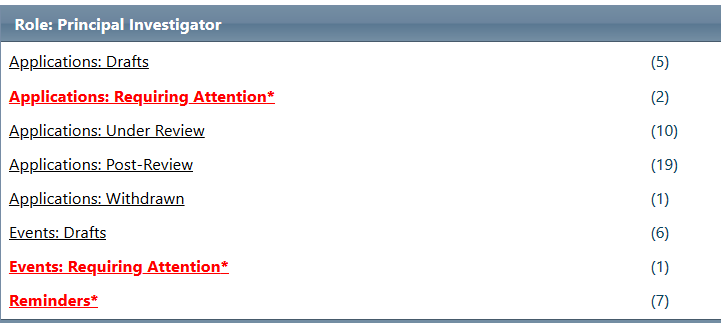 Role: Principal Investigator
Applications: Drafts (5)
Applications: Requiring Attention* (2)
Applications: Under Review (10)
Applications: Post-Review (19)
Applications: Withdrawn (1)
Events: Drafts (6)
Events: Requiring Attention* (1)
Reminders* (7)